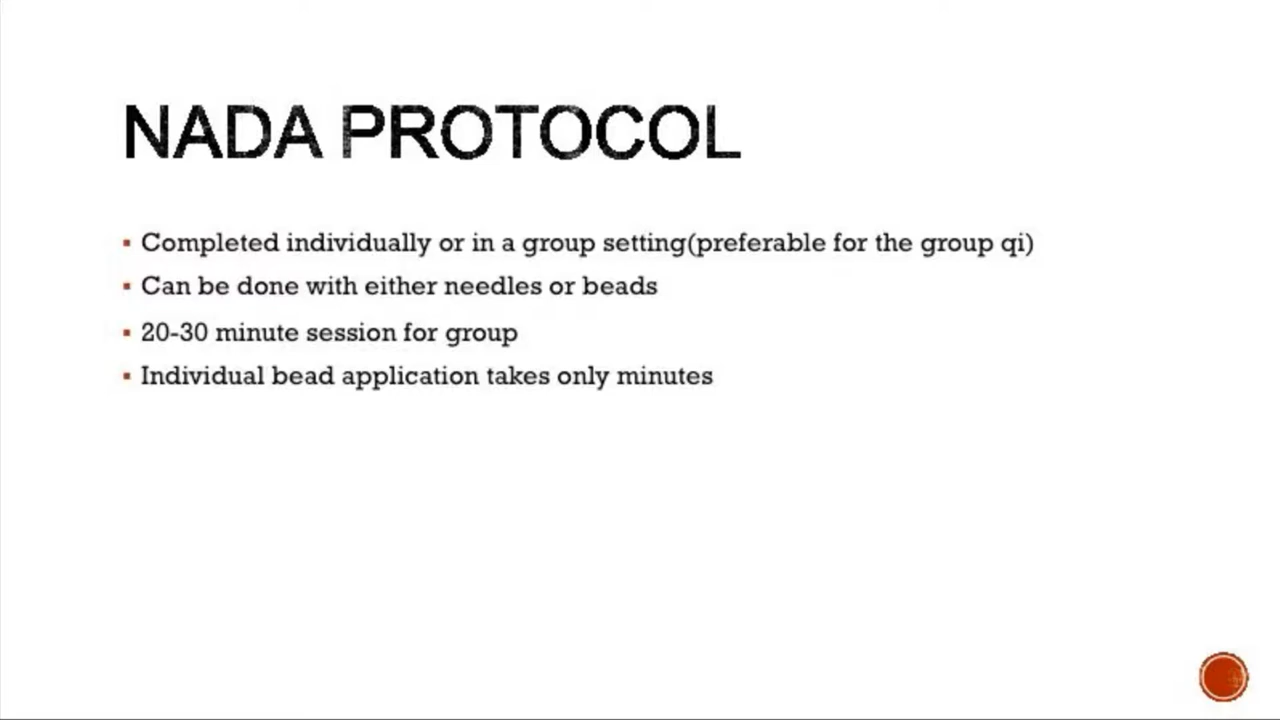 NADA PROTOCOL
▪ Completed individually or in a group setting(preferable for the group qi)
▪ Can be done with either needles or beads
▪ 20-30 minute session for group
▪ Individual bead application takes only minutes